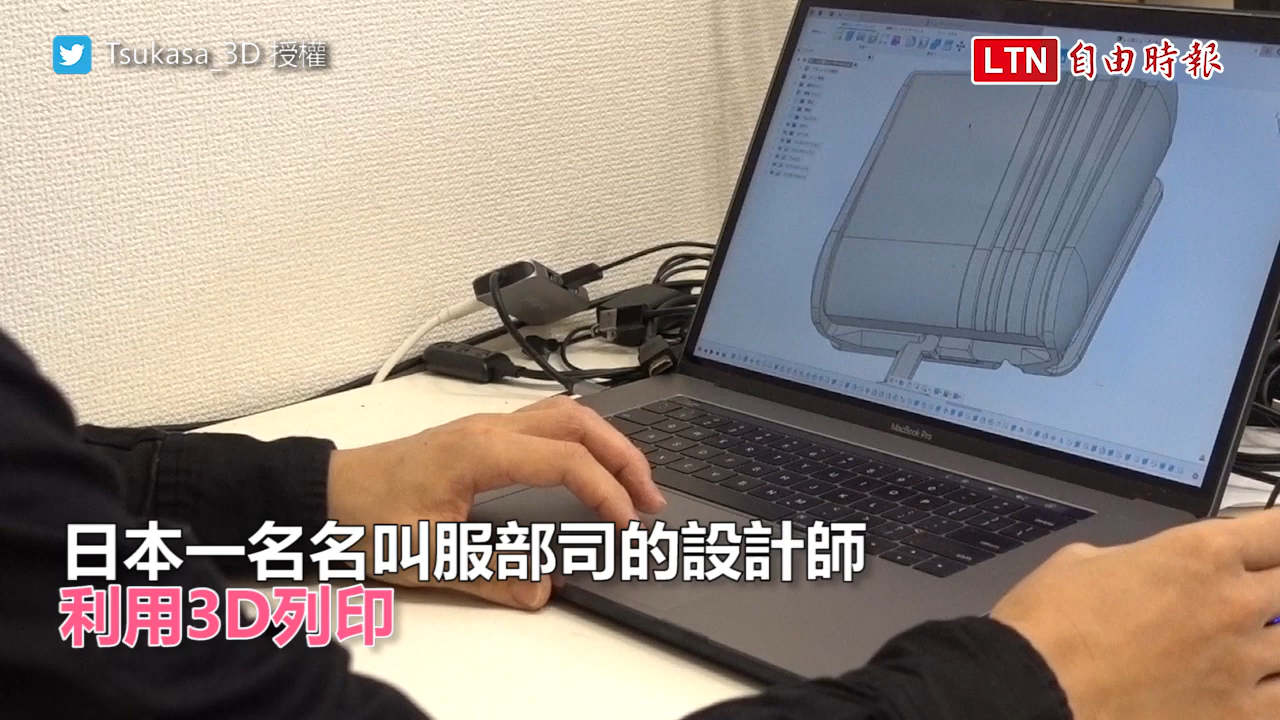 Tsukasa_3D 授權
LTN 自由時報
MacBook Pro
日本一名名叫服部司的設計師
利用3D列印